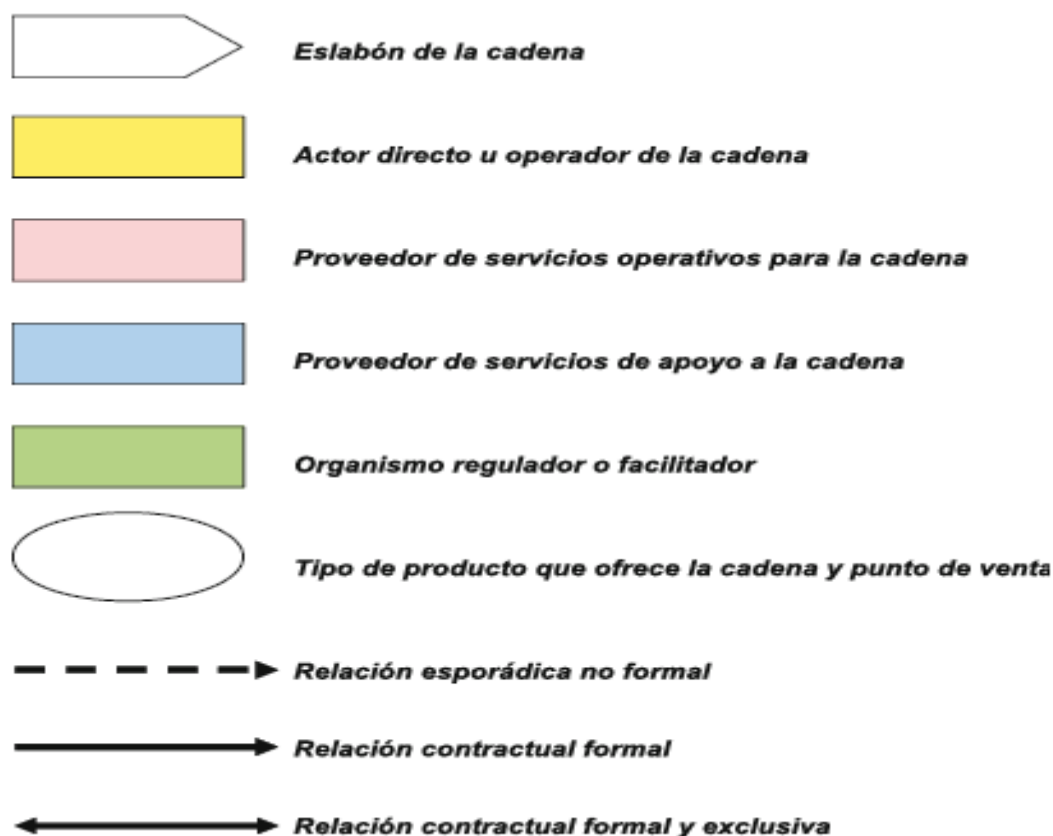 Eslabón de la cadena
Actor directo u operador de la cadena
Proveedor de servicios operativos para la cadena
Proveedor de servicios de apoyo a la cadena
Organismo regulador o facilitador
Tipo de producto que ofrece la cadena y punto de venta
Relación esporádica no formal
Relación contractual formal
Relación contractual formal y exclusiva